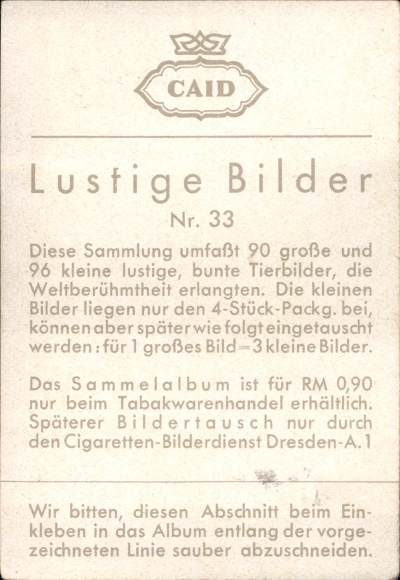 CAID
Lustige Bilder
Nr. 33
Diese Sammlung umfaßt 90 große und
96 kleine lustige, bunte Tierbilder, die
Weltberühmtheit erlangten. Die kleinen
Bilder liegen nur den 4-Stück-Packg. bei,
können aber später wie folgt eingetauscht
werden: für 1 großes Bild=3 kleine Bilder.
Das Sammelalbum ist für RM 0,90
nur beim Tabakwarenhandel erhältlich.
Späterer Bildertausch nur durch
den Cigaretten-Bilderdienst Dresden-A.1
Wir bitten, diesen Abschnitt beim Ein-
kleben in das Album entlang der vorge-
zeichneten Linie sauber abzuschneiden.